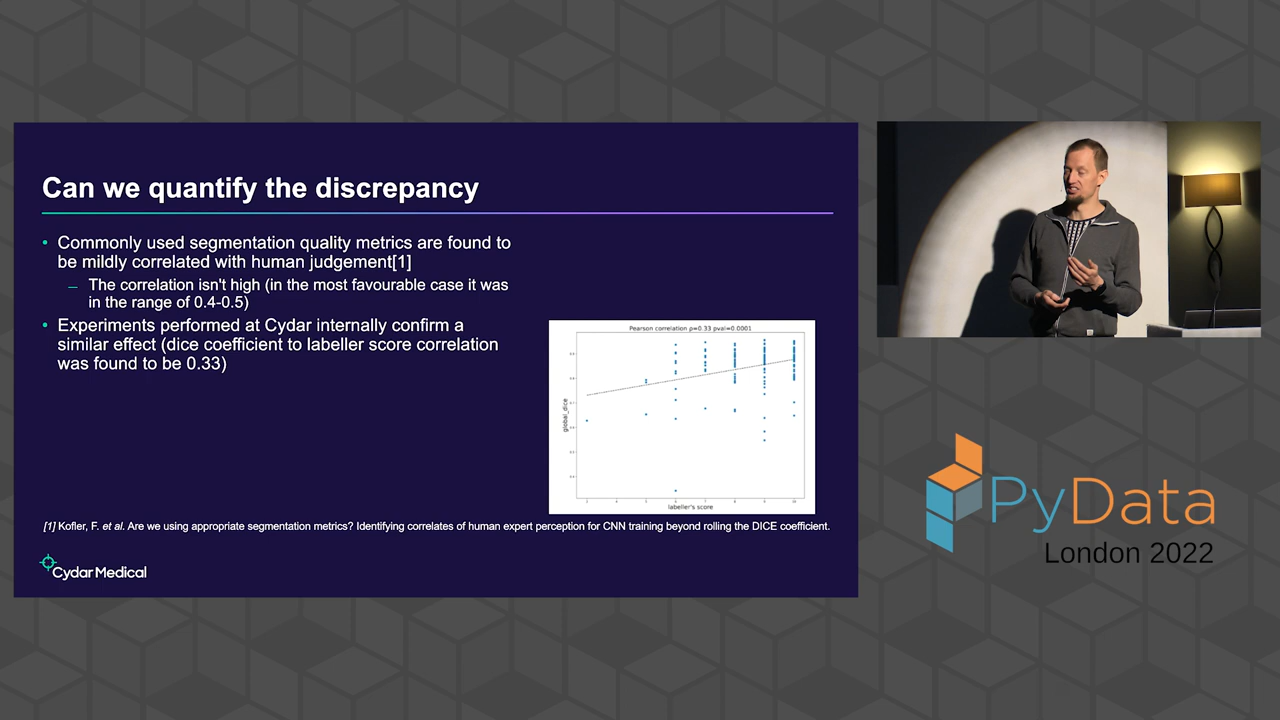 Can we quantify the discrepancy
• Commonly used segmentation quality metrics are found to
be mildly correlated with human judgement[1]
– The correlation isn't high (in the most favourable case it was
in the range of 0.4-0.5)
• Experiments performed at Cydar internally confirm a
similar effect (dice coefficient to labeller score correlation
was found to be 0.33)
Pearson correlation ρ=0.33 pval=0.0001
global_dice
labeller's score
[1] Kofler, F. et al. Are we using appropriate segmentation metrics? Identifying correlates of human expert perception for CNN training beyond rolling the DICE coefficient.
Cydar Medical
PyData
London 2022